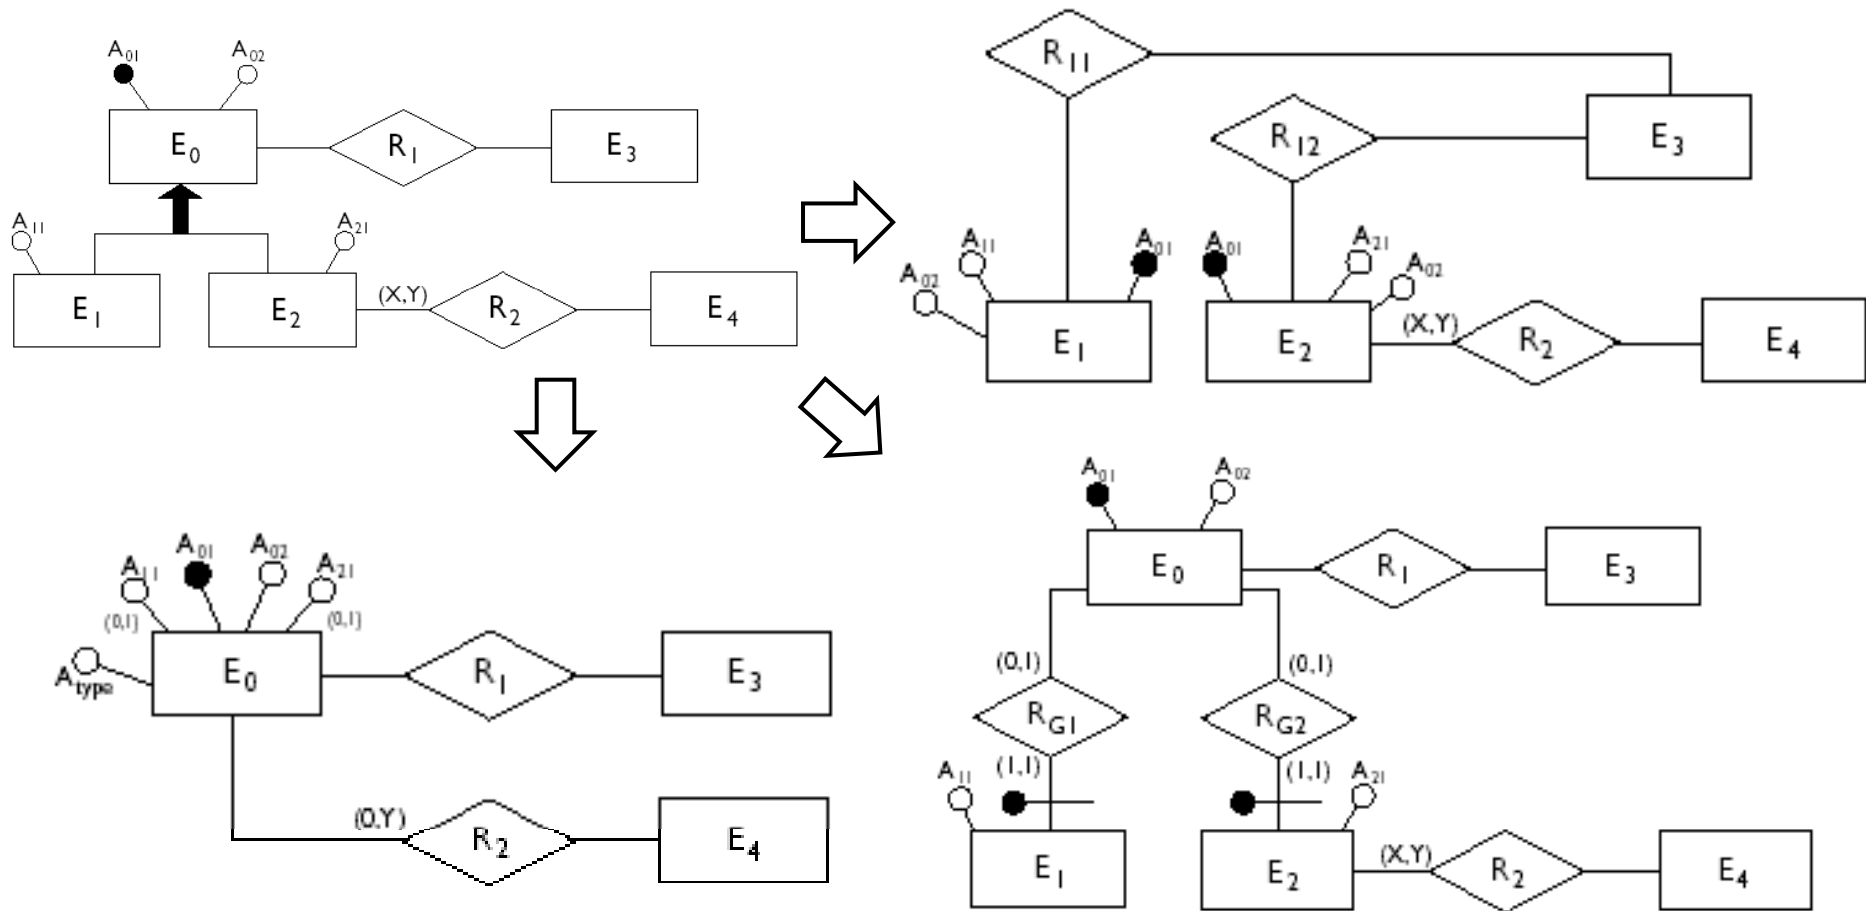 A01 A02
E0 R1 E3
A11 A21
E1 E2 (X,Y) R2 E4
R11
R12 E3
A02 A11 A01 A01 A21 A02
E1 E2 (X,Y) R2 E4
A11 A01 A02 A21
(0,1) (0,1)
Atype E0 R1 E3
(0,Y) R2 E4
A01 A02
E0 R1 E3
(0,1) (0,1)
RG1 RG2
(1,1) (1,1)
A11 A21
E1 E2 (X,Y) R2 E4